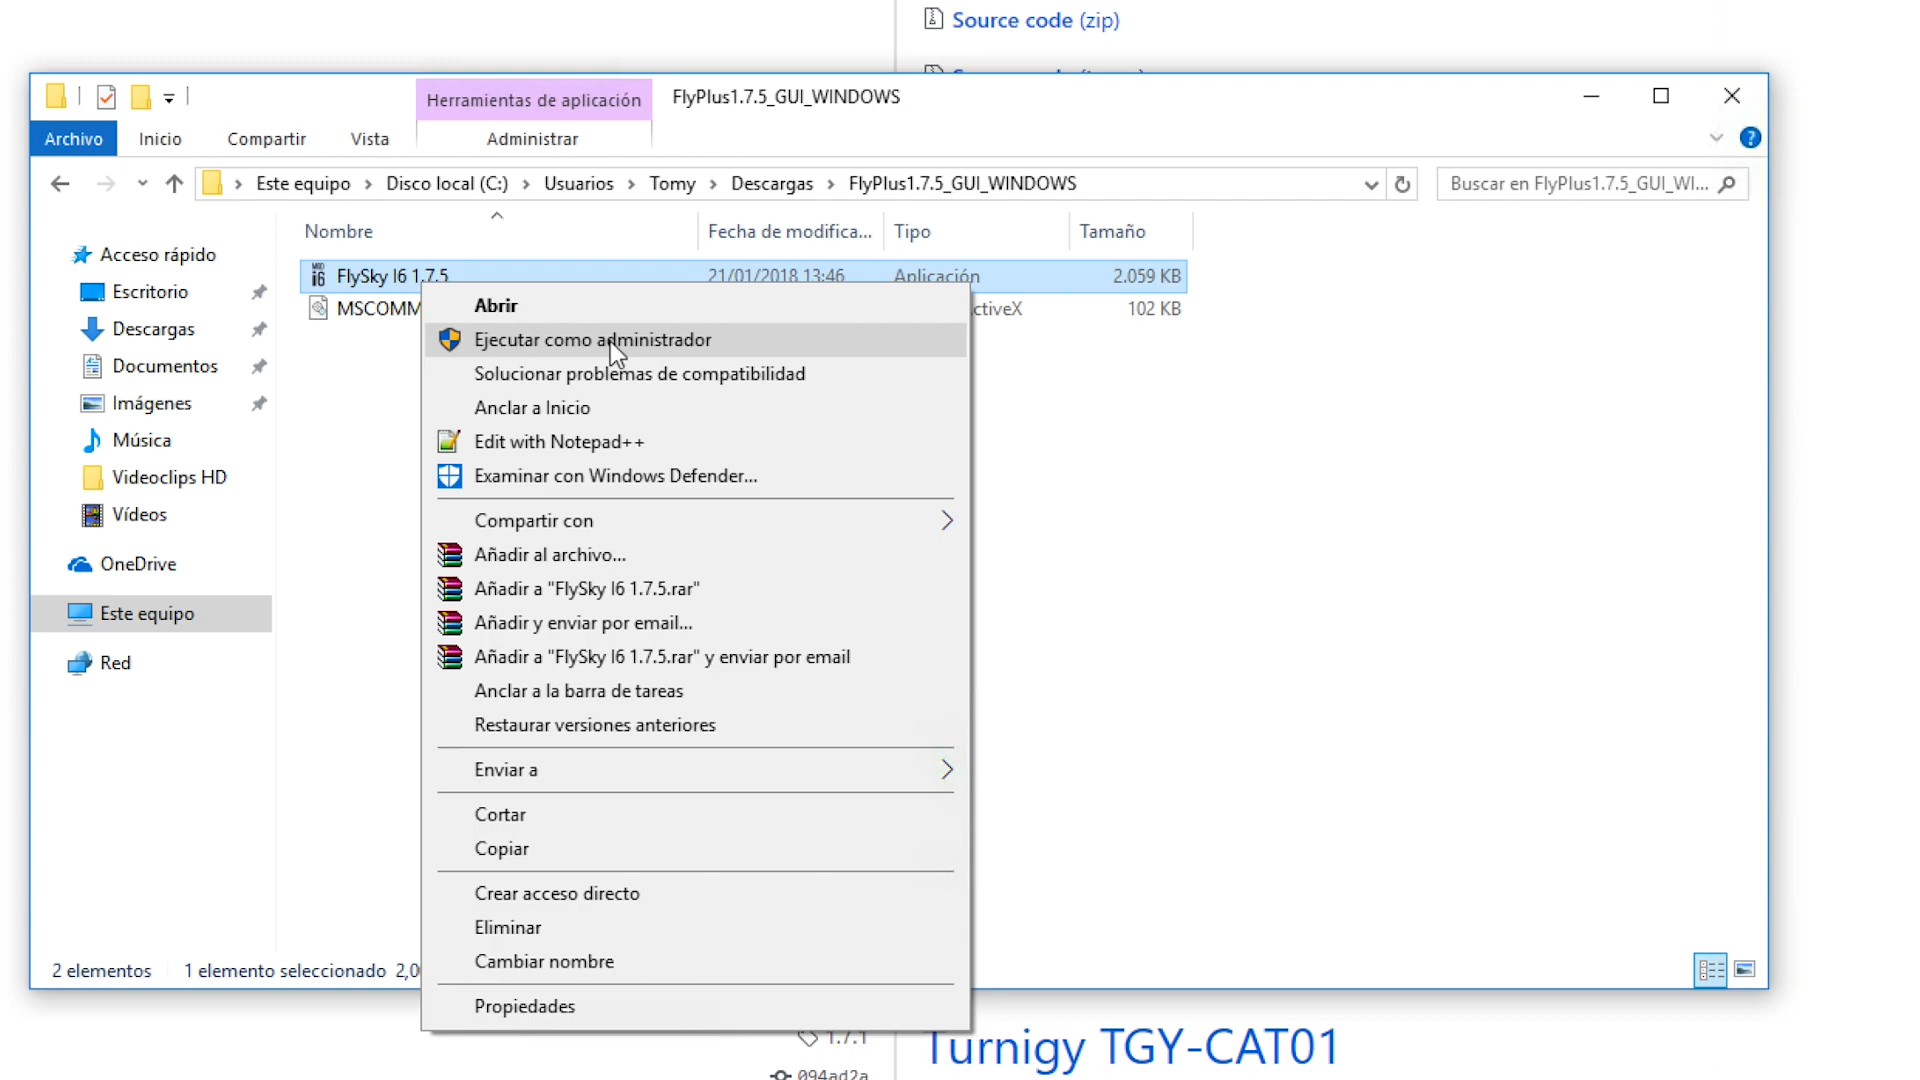 Source code (zip)
Herramientas de aplicación
FlyPlus1.7.5_GUI_WINDOWS
Archivo
Inicio
Compartir
Vista
Administrar
Este equipo
Disco local (C:)
Usuarios
Tomy
Descargas
FlyPlus1.7.5_GUI_WINDOWS
Buscar en FlyPlus1.7.5_GUI_WI...
Nombre
Fecha de modifica...
Tipo
Tamaño
Acceso rápido
Escritorio
Descargas
Documentos
Imágenes
Música
Videoclips HD
Vídeos
OneDrive
Este equipo
Red
FlySky I6 1.7.5
21/01/2018 13:46
Aplicación
2.059 KB
MSCOMM
ctiveX
102 KB
Abrir
Ejecutar como administrador
Solucionar problemas de compatibilidad
Anclar a Inicio
Edit with Notepad++
Examinar con Windows Defender...
Compartir con
Añadir al archivo...
Añadir a "FlySky I6 1.7.5.rar"
Añadir y enviar por email...
Añadir a "FlySky I6 1.7.5.rar" y enviar por email
Anclar a la barra de tareas
Restaurar versiones anteriores
Enviar a
Cortar
Copiar
Crear acceso directo
Eliminar
Cambiar nombre
Propiedades
2 elementos
1 elemento seleccionado 2,0
1.7.1
094ad2a
Turnigy TGY-CAT01